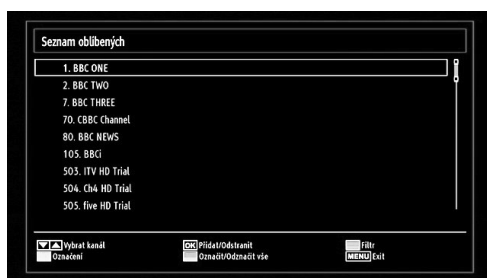 Seznam oblíbených
1. BBC ONE
2. BBC TWO
7. BBC THREE
70. CBBC Channel
80. BBC NEWS
105. BBCi
503. ITV HD Trial
504. Ch4 HD Trial
505. five HD Trial
Vybrat kanál OK Přidat/Odstranit Filtr
Označení Označit/Odznačit vše MENU Exit